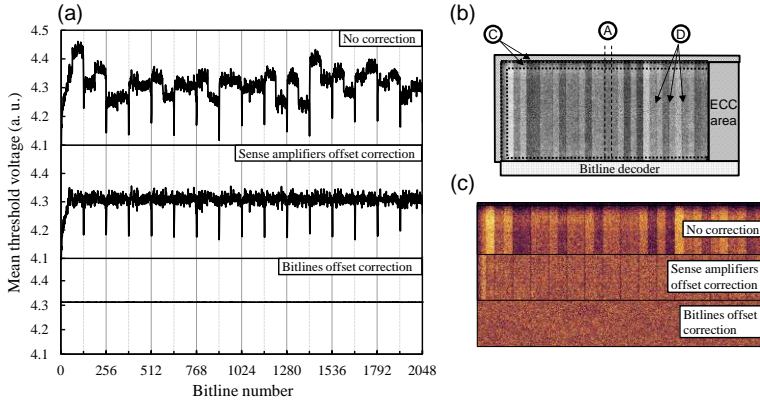 (a)
4.5
4.4
4.3
4.2
4.1
4.4
4.3
4.2
4.1
4.4
4.3
4.2
4.1
Mean threshold voltage (a. u.)
No correction
Sense amplifiers offset correction
Bitlines offset correction
0 256 512 768 1024 1280 1536 1792 2048
Bitline number
(b)
C
A
D
ECC
area
Bitline decoder
(c)
No correction
Sense amplifiers
offset correction
Bitlines offset
correction